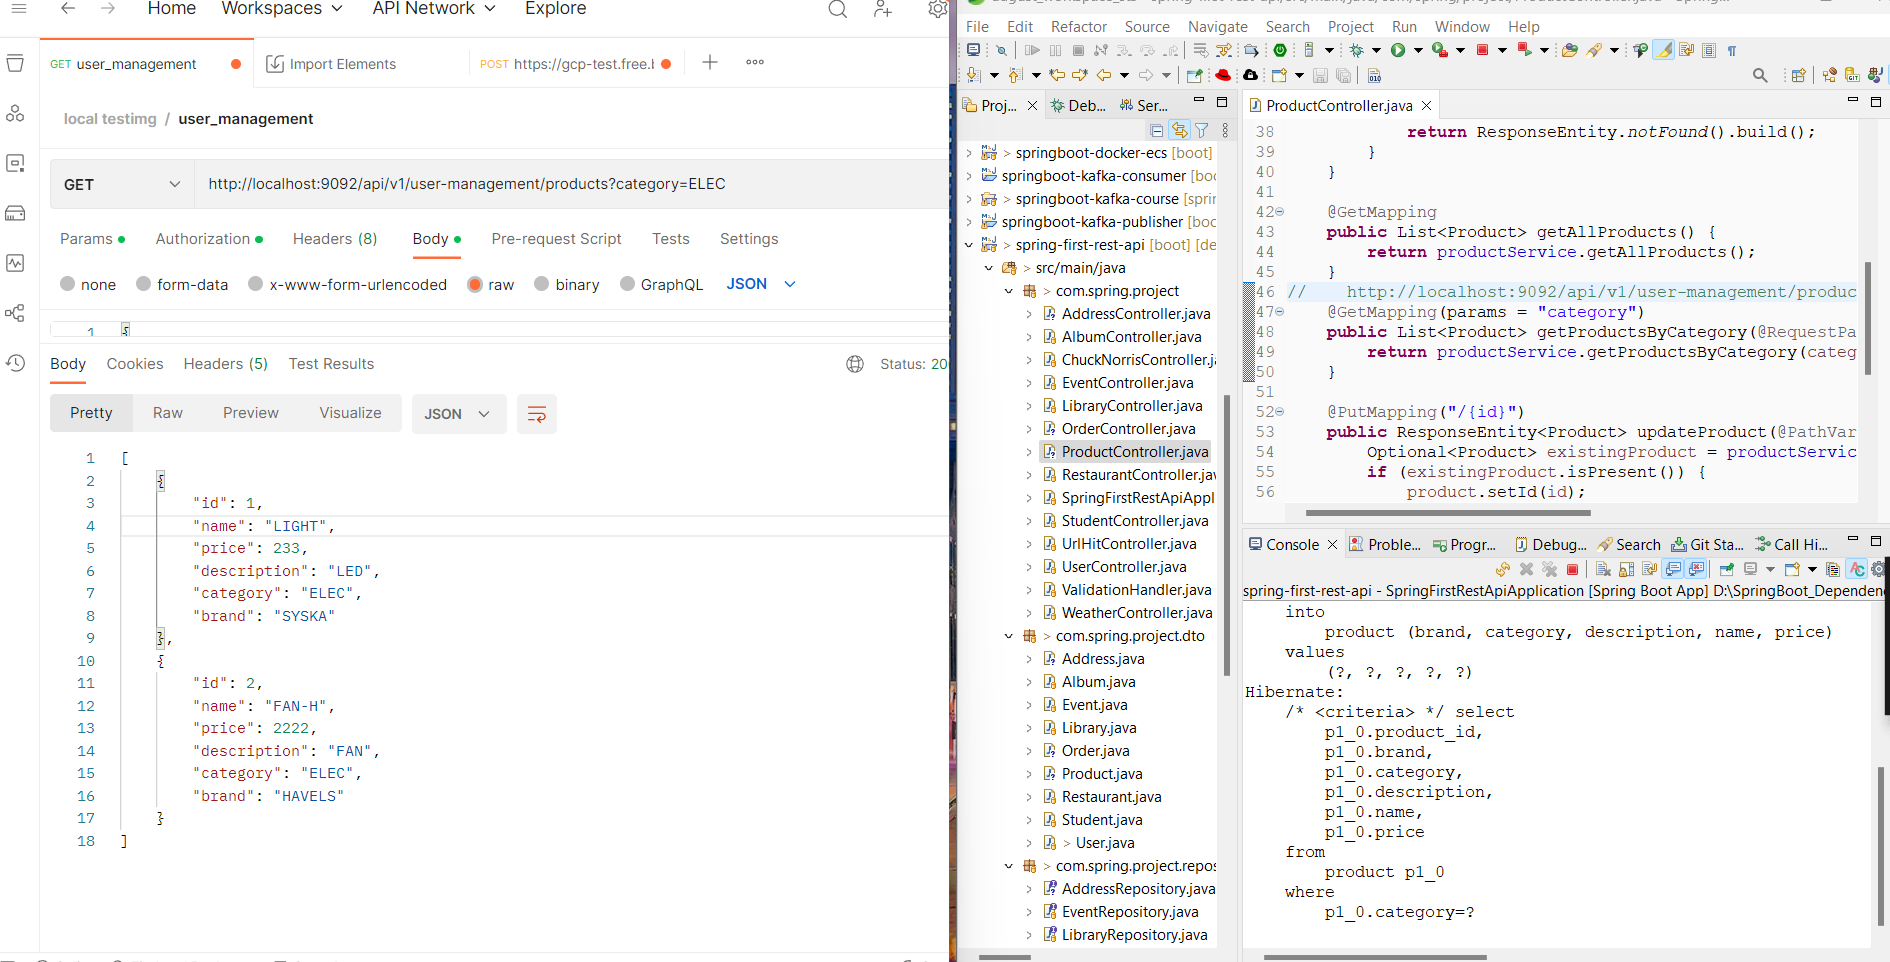 Home Workspaces API Network Explore
GET user_management
Import Elements
POST https://gcp-test.free.b
local testimg / user_management
GET http://localhost:9092/api/v1/user-management/products?category=ELEC
Params Authorization Headers (8) Body Pre-request Script Tests Settings
none form-data x-www-form-urlencoded raw binary GraphQL JSON
1 {
Body Cookies Headers (5) Test Results Status: 20
Pretty Raw Preview Visualize JSON
1 [
2 {
3 "id": 1,
4 "name": "LIGHT",
5 "price": 233,
6 "description": "LED",
7 "category": "ELEC",
8 "brand": "SYSKA"
9 },
10 {
11 "id": 2,
12 "name": "FAN-H",
13 "price": 2222,
14 "description": "FAN",
15 "category": "ELEC",
16 "brand": "HAVELS"
17 }
18 ]
File Edit Refactor Source Navigate Search Project Run Window Help
Proj... Deb... Ser...
> springboot-docker-ecs [boot]
springboot-kafka-consumer [boo
> springboot-kafka-course [sprin
springboot-kafka-publisher [boc
> spring-first-rest-api [boot] [de
> src/main/java
> com.spring.project
AddressController.java
AlbumController.java
ChuckNorrisController.j
EventController.java
LibraryController.java
OrderController.java
ProductController.java
RestaurantController.jav
SpringFirstRestApiAppl
StudentController.java
UrlHitController.java
UserController.java
ValidationHandler.java
WeatherController.java
> com.spring.project.dto
Address.java
Album.java
Event.java
Library.java
Order.java
Product.java
Restaurant.java
Student.java
> User.java
> com.spring.project.repos
AddressRepository.java
EventRepository.java
LibraryRepository.java
ProductController.java
38 return ResponseEntity.notFound().build();
39 }
40 }
41
42 @GetMapping
43 public List<Product> getAllProducts() {
44 return productService.getAllProducts();
45 }
46 // http://localhost:9092/api/v1/user-management/produc
47 @GetMapping(params = "category")
48 public List<Product> getProductsByCategory(@RequestPa
49 return productService.getProductsByCategory(categ
50 }
51
52 @PutMapping("/{id}")
53 public ResponseEntity<Product> updateProduct(@PathVar
54 Optional<Product> existingProduct = productServic
55 if (existingProduct.isPresent()) {
56 product.setId(id);
Console Proble... Progr... Debug... Search Git Sta... Call Hi...
spring-first-rest-api - SpringFirstRestApiApplication [Spring Boot App] D:\SpringBoot_Dependen
into
product (brand, category, description, name, price)
values
(?, ?, ?, ?, ?)
Hibernate:
/* <criteria> */ select
p1_0.product_id,
p1_0.brand,
p1_0.category,
p1_0.description,
p1_0.name,
p1_0.price
from
product p1_0
where
p1_0.category=?